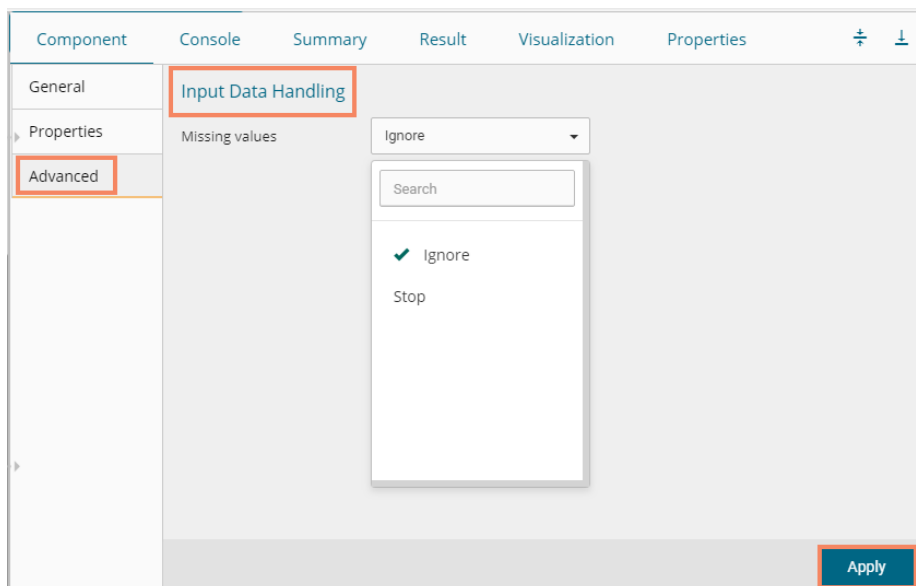 Component Console Summary Result Visualization Properties
General
Properties
Advanced
Input Data Handling
Missing values Ignore
Search
Ignore
Stop
Apply